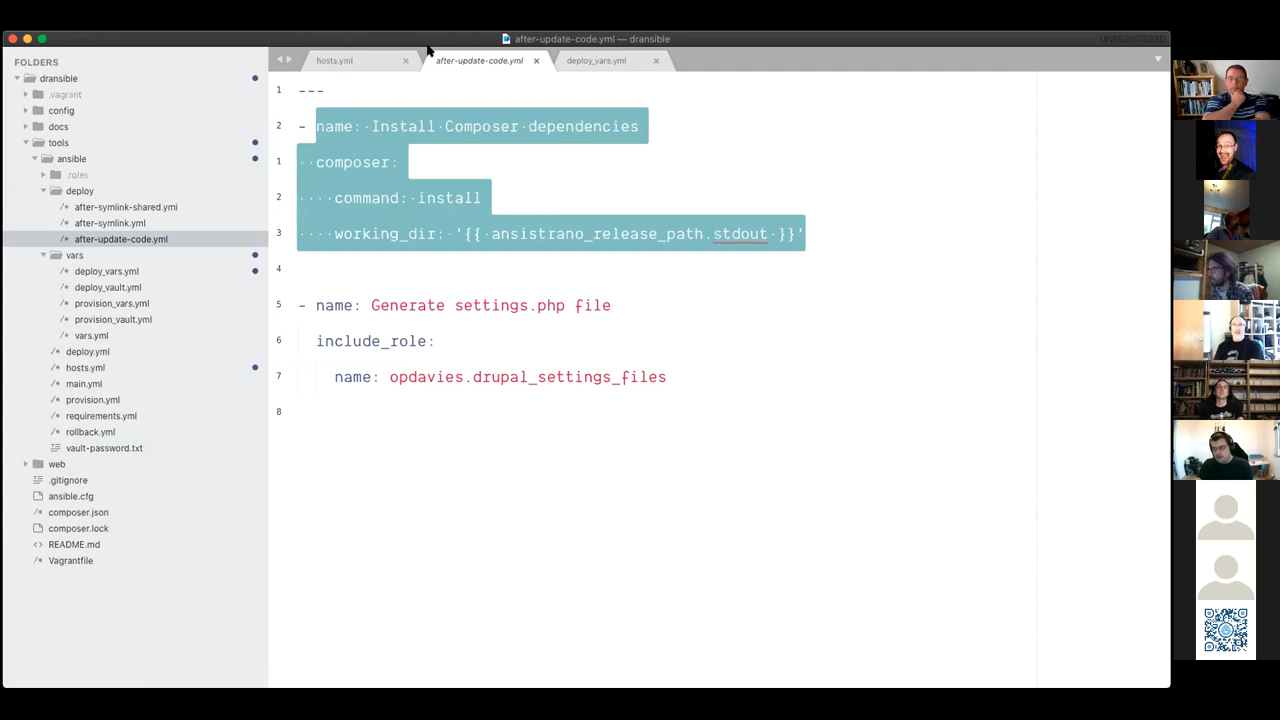 after-update-code.yml — dransible
UNREGISTERED
FOLDERS
dransible
.vagrant
config
docs
tools
ansible
.roles
deploy
after-symlink-shared.yml
after-symlink.yml
after-update-code.yml
vars
deploy_vars.yml
deploy_vault.yml
provision_vars.yml
provision_vault.yml
vars.yml
deploy.yml
hosts.yml
main.yml
provision.yml
requirements.yml
rollback.yml
vault-password.txt
web
.gitignore
ansible.cfg
composer.json
composer.lock
README.md
Vagrantfile
hosts.yml
after-update-code.yml
deploy_vars.yml
1 ---
2 - name: Install Composer dependencies
1 composer:
2 command: install
3 working_dir: '{{ ansistrano_release_path.stdout }}'
4
5 - name: Generate settings.php file
6 include_role:
7 name: opdavies.drupal_settings_files
8